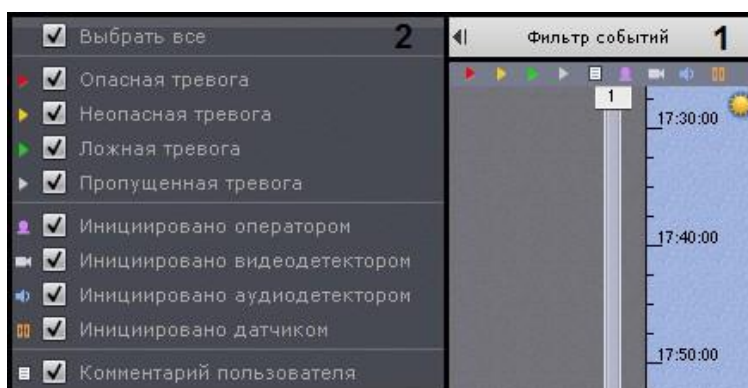 Выбрать все 2
Опасная тревога
Неопасная тревога
Ложная тревога
Пропущенная тревога
Инициировано оператором
Инициировано видеодетектором
Инициировано аудиодетектором
Инициировано датчиком
Комментарий пользователя
Фильтр событий 1
1
17:30:00
17:40:00
17:50:00